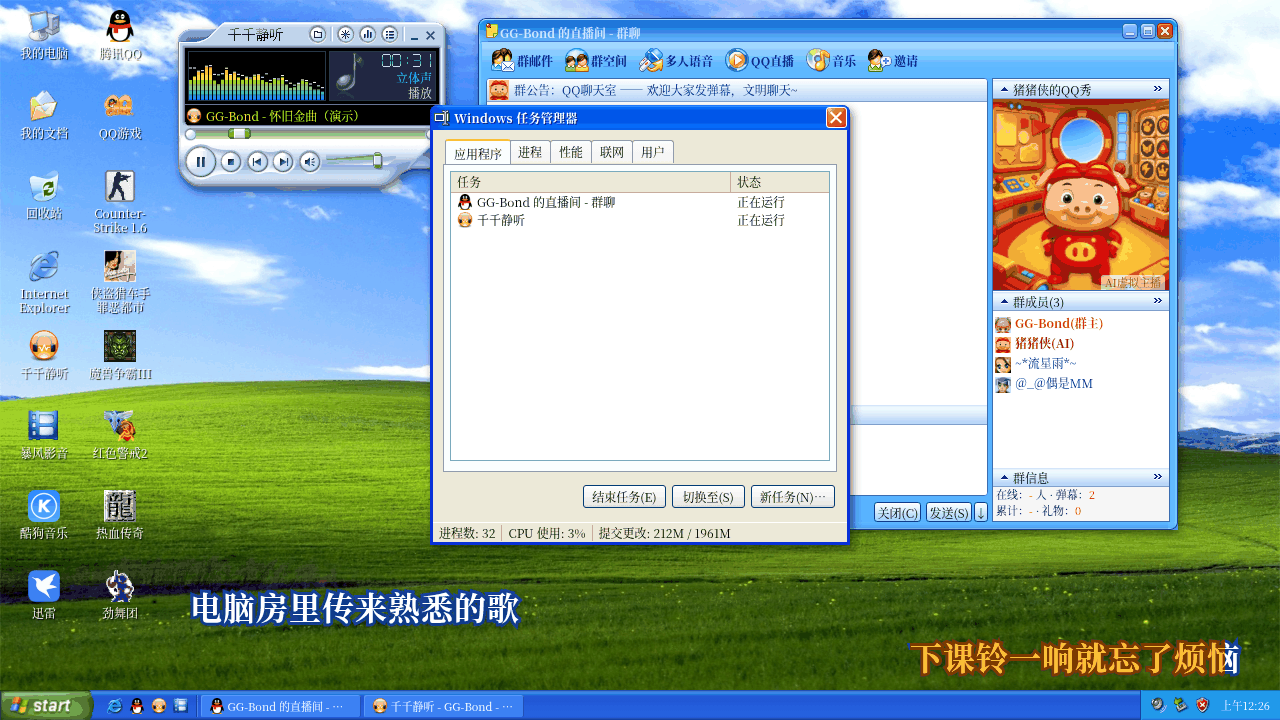 我的电脑
腾讯QQ
我的文档
QQ游戏
回收站
Counter-
Strike 1.6
Internet
Explorer
侠盗猎车手
罪恶都市
千千静听
魔兽争霸III
暴风影音
红色警戒2
酷狗音乐
热血传奇
迅雷
劲舞团
千千静听
00:31
立体声
播放
GG-Bond - 怀旧金曲（演示）
GG-Bond 的直播间 - 群聊
群邮件
群空间
多人语音
QQ直播
音乐
邀请
群公告：QQ聊天室 —— 欢迎大家发弹幕，文明聊天~
猪猪侠的QQ秀
AI虚拟主播
群成员(3)
GG-Bond(群主)
猪猪侠(AI)
~*流星雨*~
@_@偶是MM
群信息
在线：- 人 · 弹幕：2
累计：- · 礼物：0
关闭(C)
发送(S)
↓
Windows 任务管理器
应用程序
进程
性能
联网
用户
任务
状态
GG-Bond 的直播间 - 群聊
正在运行
千千静听
正在运行
结束任务(E)
切换至(S)
新任务(N)…
进程数: 32
CPU 使用: 3%
提交更改: 212M / 1961M
电脑房里传来熟悉的歌
下课铃一响就忘了烦恼
start
GG-Bond 的直播间 - …
千千静听 - GG-Bond - …
上午12:26